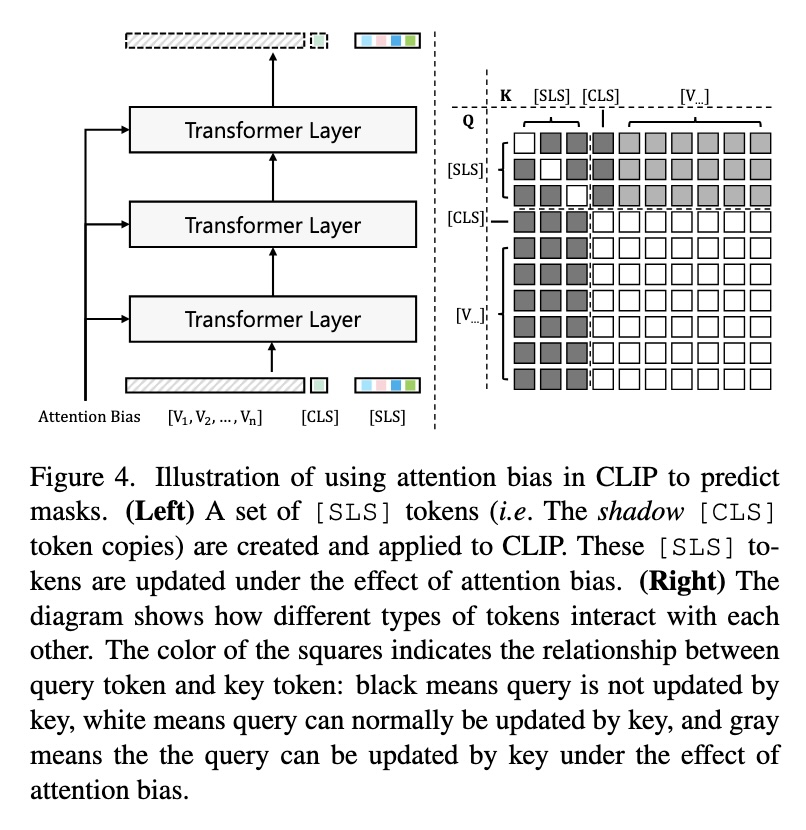 Transformer Layer
Transformer Layer
Transformer Layer
Attention Bias
[V₁, V₂, ..., Vₙ]
[CLS]
[SLS]
K
[SLS]
[CLS]
[V...]
Q
[SLS]
[CLS]
[V...]
Figure 4. Illustration of using attention bias in CLIP to predict
masks. (Left) A set of [SLS] tokens (i.e. The shadow [CLS]
token copies) are created and applied to CLIP. These [SLS] to-
kens are updated under the effect of attention bias. (Right) The
diagram shows how different types of tokens interact with each
other. The color of the squares indicates the relationship between
query token and key token: black means query is not updated by
key, white means query can normally be updated by key, and gray
means the the query can be updated by key under the effect of
attention bias.